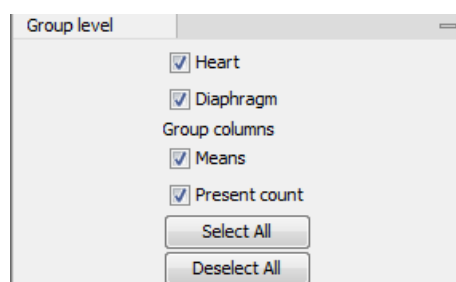 Group level
Heart
Diaphragm
Group columns
Means
Present count
Select All
Deselect All